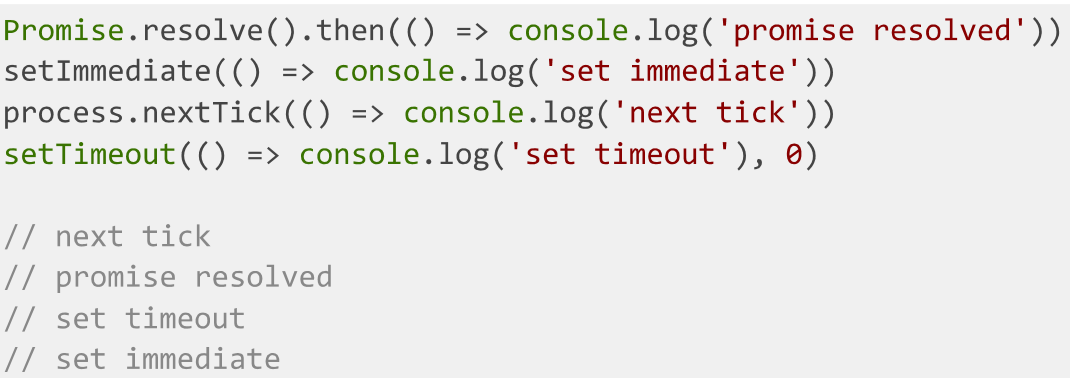 Promise.resolve().then(() => console.log('promise resolved'))
setImmediate(() => console.log('set immediate'))
process.nextTick(() => console.log('next tick'))
setTimeout(() => console.log('set timeout'), 0)
// next tick
// promise resolved
// set timeout
// set immediate